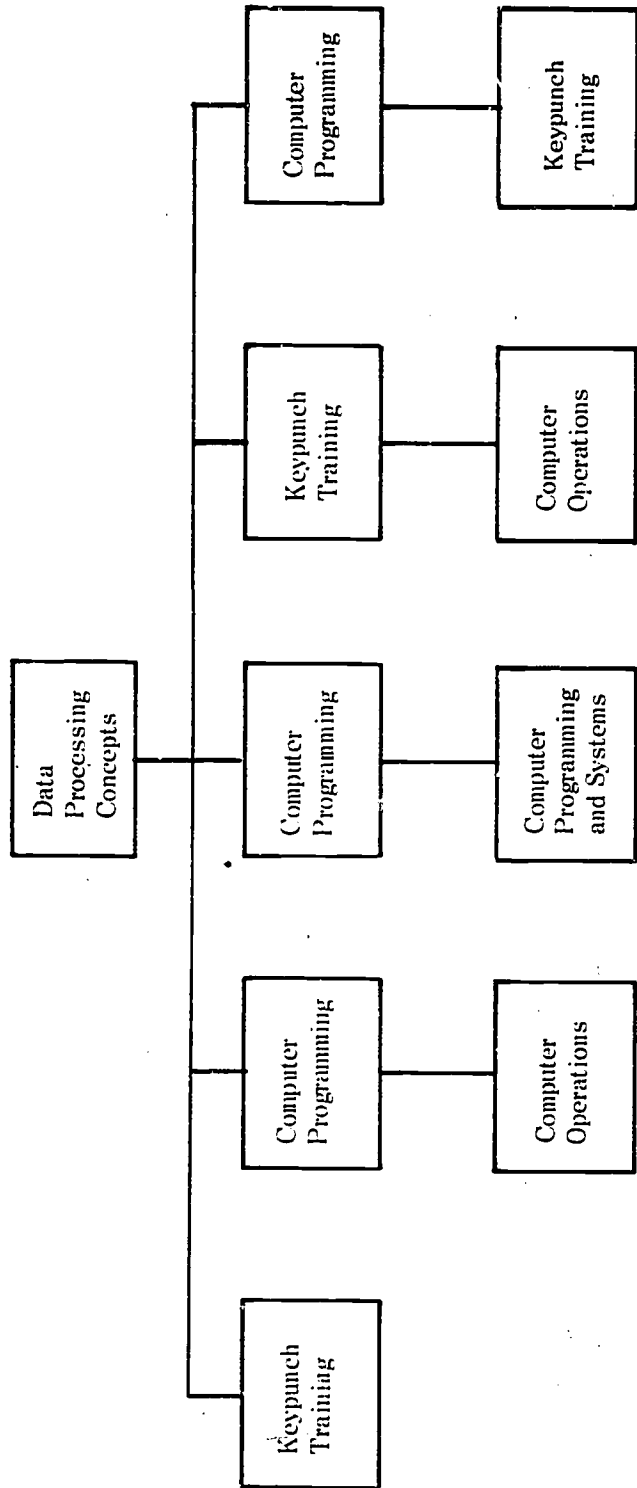 Data
Processing
Concepts
Keypunch
Training
Computer
Programming
Computer
Programming
Keypunch
Training
Computer
Programming
Computer
Operations
Computer
Programming
and Systems
Computer
Operations
Keypunch
Training